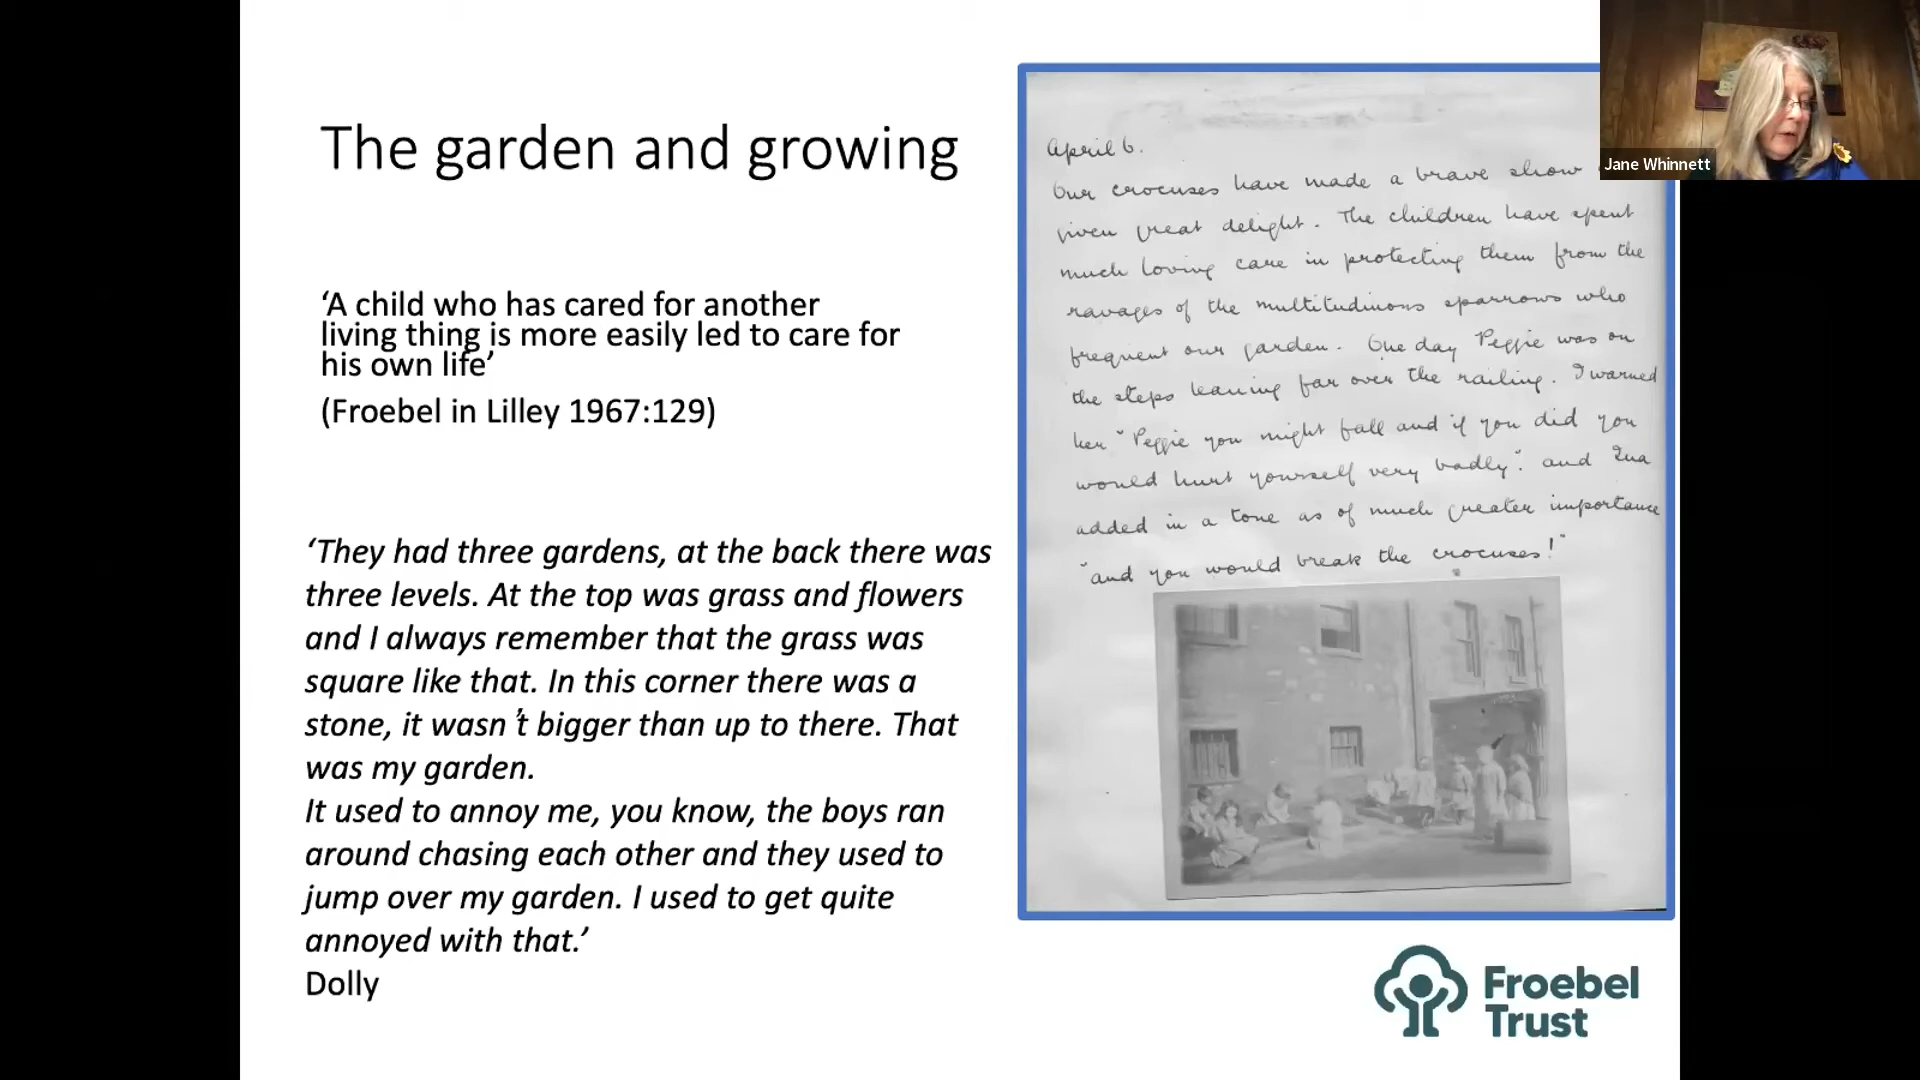 The garden and growing
‘A child who has cared for another
living thing is more easily led to care for
his own life’
(Froebel in Lilley 1967:129)
‘They had three gardens, at the back there was
three levels. At the top was grass and flowers
and I always remember that the grass was
square like that. In this corner there was a
stone, it wasn’t bigger than up to there. That
was my garden.
It used to annoy me, you know, the boys ran
around chasing each other and they used to
jump over my garden. I used to get quite
annoyed with that.’
Dolly
April 6.
Our crocuses have made a brave show
given great delight. The children have spent
much loving care in protecting them from the
ravages of the multitudinous sparrows who
frequent our garden. One day Peggie was on
the steps leaning far over the railing. I warned
her "Peggie you might fall and if you did you
would hurt yourself very badly". and Ina
added in a tone as of much greater importance
"and you would break the crocuses!"
Jane Whinnett
Froebel
Trust